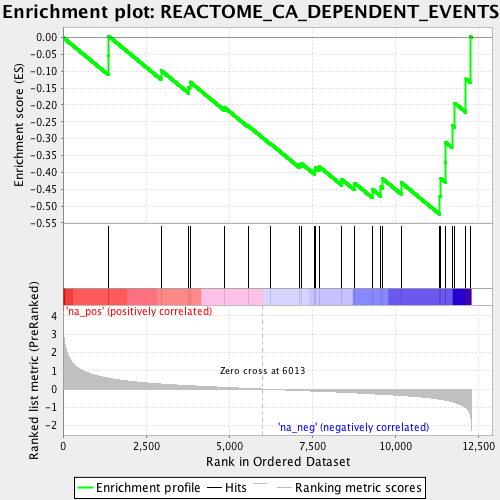 Enrichment plot: REACTOME_CA_DEPENDENT_EVENTS
Enrichment score (ES)
0.00
-0.05
-0.10
-0.15
-0.20
-0.25
-0.30
-0.35
-0.40
-0.45
-0.50
-0.55
'na_pos' (positively correlated)
Ranked list metric (PreRanked)
4
3
2
1
0
-1
-2
Zero cross at 6013
'na_neg' (negatively correlated)
0
2,500
5,000
7,500
10,000
12,500
Rank in Ordered Dataset
Enrichment profile
Hits
Ranking metric scores